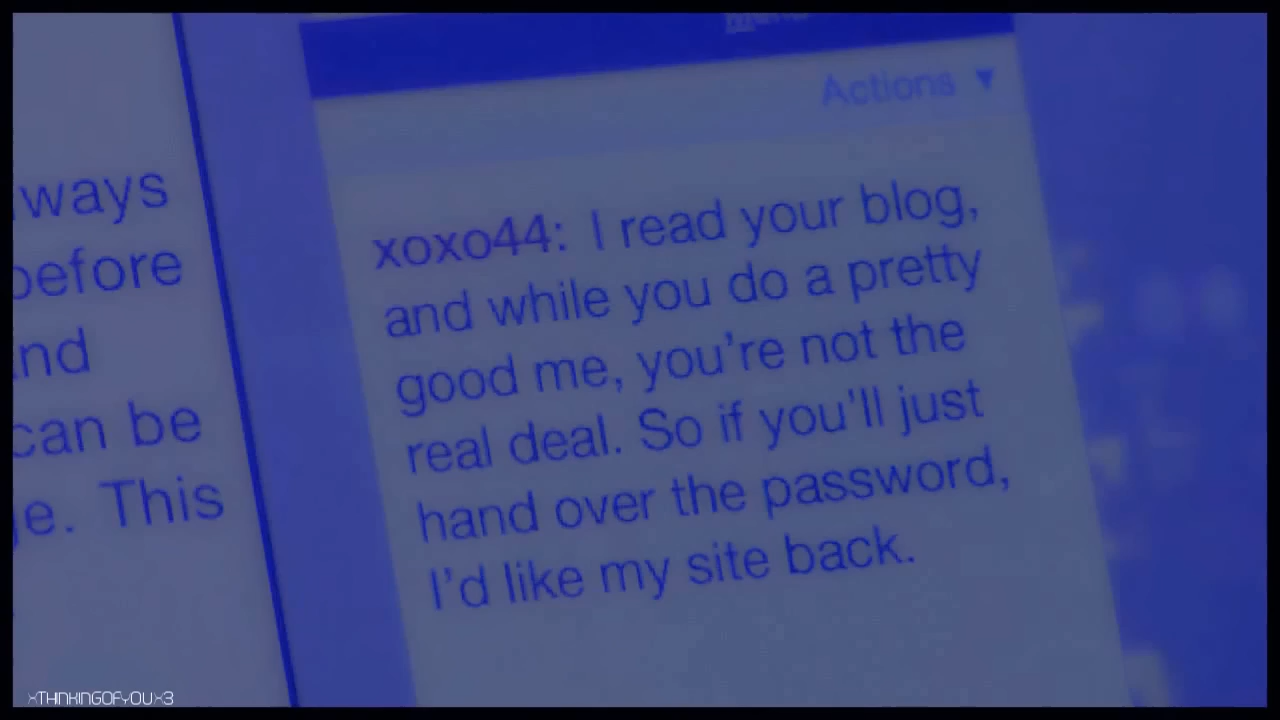 Actions ▼
ways
before
nd
can be
e. This
xoxo44: I read your blog,
and while you do a pretty
good me, you're not the
real deal. So if you'll just
hand over the password,
I'd like my site back.
xTHiNKiNGOFYOUx3